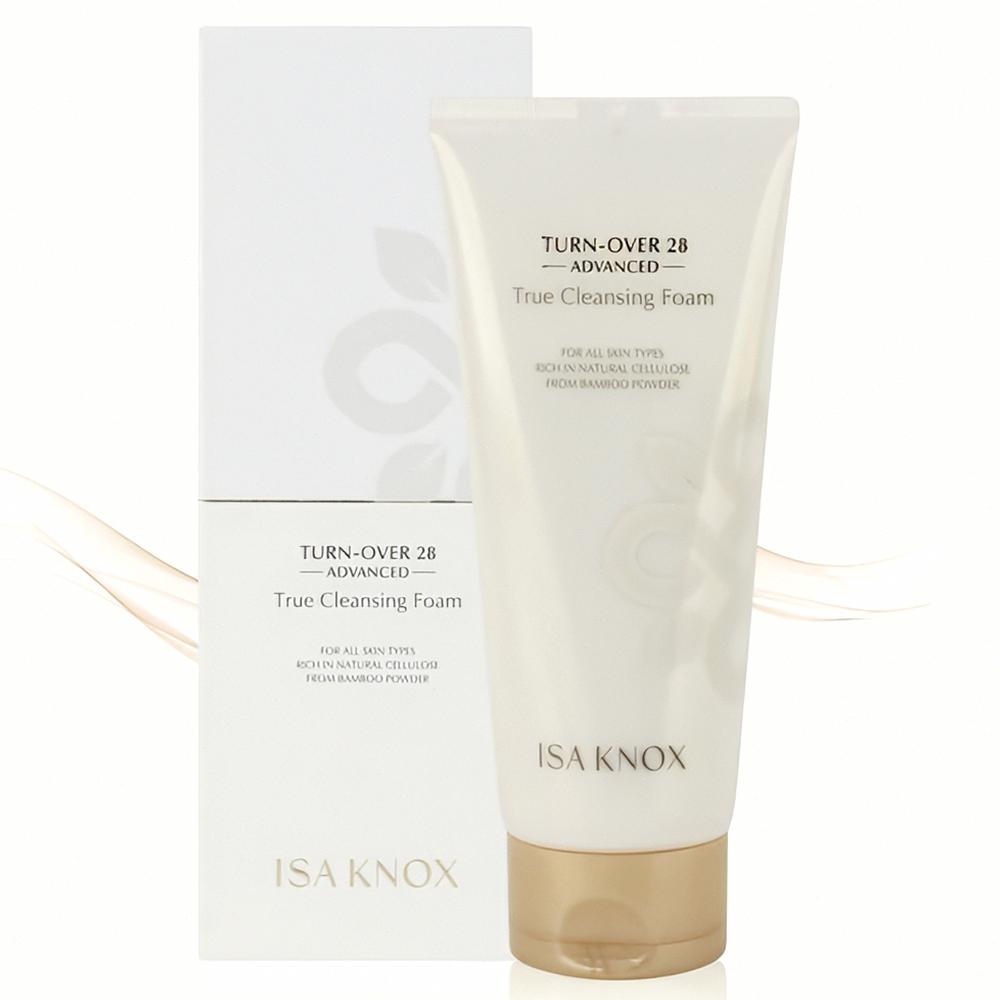 TURN-OVER 28
ADVANCED
True Cleansing Foam
FOR ALL SKIN TYPES
RICH IN NATURAL CELLULOSE
FROM BAMBOO POWDER
ISA KNOX
TURN-OVER 28
ADVANCED
True Cleansing Foam
FOR ALL SKIN TYPES
RICH IN NATURAL CELLULOSE
FROM BAMBOO POWDER
ISA KNOX